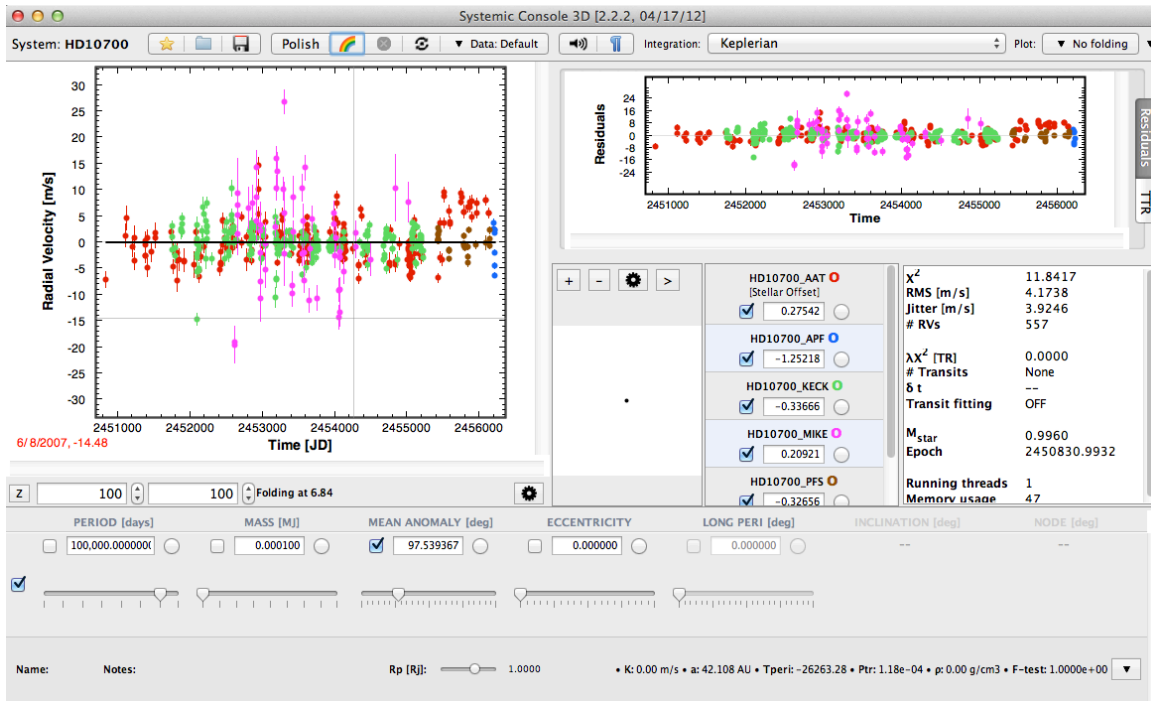 Systemic Console 3D [2.2.2, 04/17/12]
System: HD10700
Polish
▼ Data: Default
Integration:
Keplerian
Plot:
▼ No folding
30
25
20
15
10
5
0
-5
-10
-15
-20
-25
-30
Radial Velocity [m/s]
2451000 2452000 2453000 2454000 2455000 2456000
Time [JD]
6/8/2007, -14.48
24
16
8
0
-8
-16
-24
Residuals
2451000 2452000 2453000 2454000 2455000 2456000
Time
Residuals
TTR
+ - >
HD10700_AAT O
[Stellar Offset]
0.27542
HD10700_APF O
-1.25218
HD10700_KECK O
-0.33666
HD10700_MIKE O
0.20921
HD10700_PFS O
-0.32656
X² 11.8417
RMS [m/s] 4.1738
Jitter [m/s] 3.9246
# RVs 557
λX² [TR] 0.0000
# Transits None
δ t --
Transit fitting OFF
Mstar 0.9960
Epoch 2450830.9932
Running threads 1
Memory usage 47
Z 100 100 Folding at 6.84
PERIOD [days] MASS [MJ] MEAN ANOMALY [deg] ECCENTRICITY LONG PERI [deg] INCLINATION [deg] NODE [deg]
100,000.0000000 0.000100 97.539367 0.000000 0.000000 -- --
Name: Notes: Rp [Rj]: 1.0000 • K: 0.00 m/s • a: 42.108 AU • Tperi: -26263.28 • Ptr: 1.18e-04 • ρ: 0.00 g/cm3 • F-test: 1.0000e+00 ▼